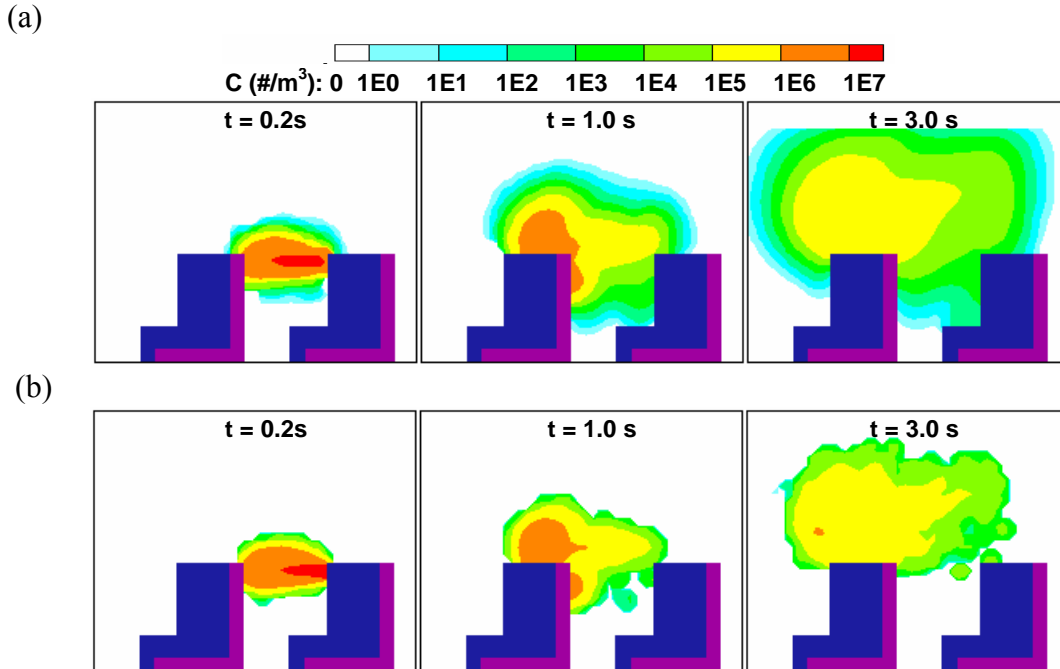 (a)
C (#/m³): 0 1E0 1E1 1E2 1E3 1E4 1E5 1E6 1E7
t = 0.2s t = 1.0 s t = 3.0 s
(b)
t = 0.2s t = 1.0 s t = 3.0 s